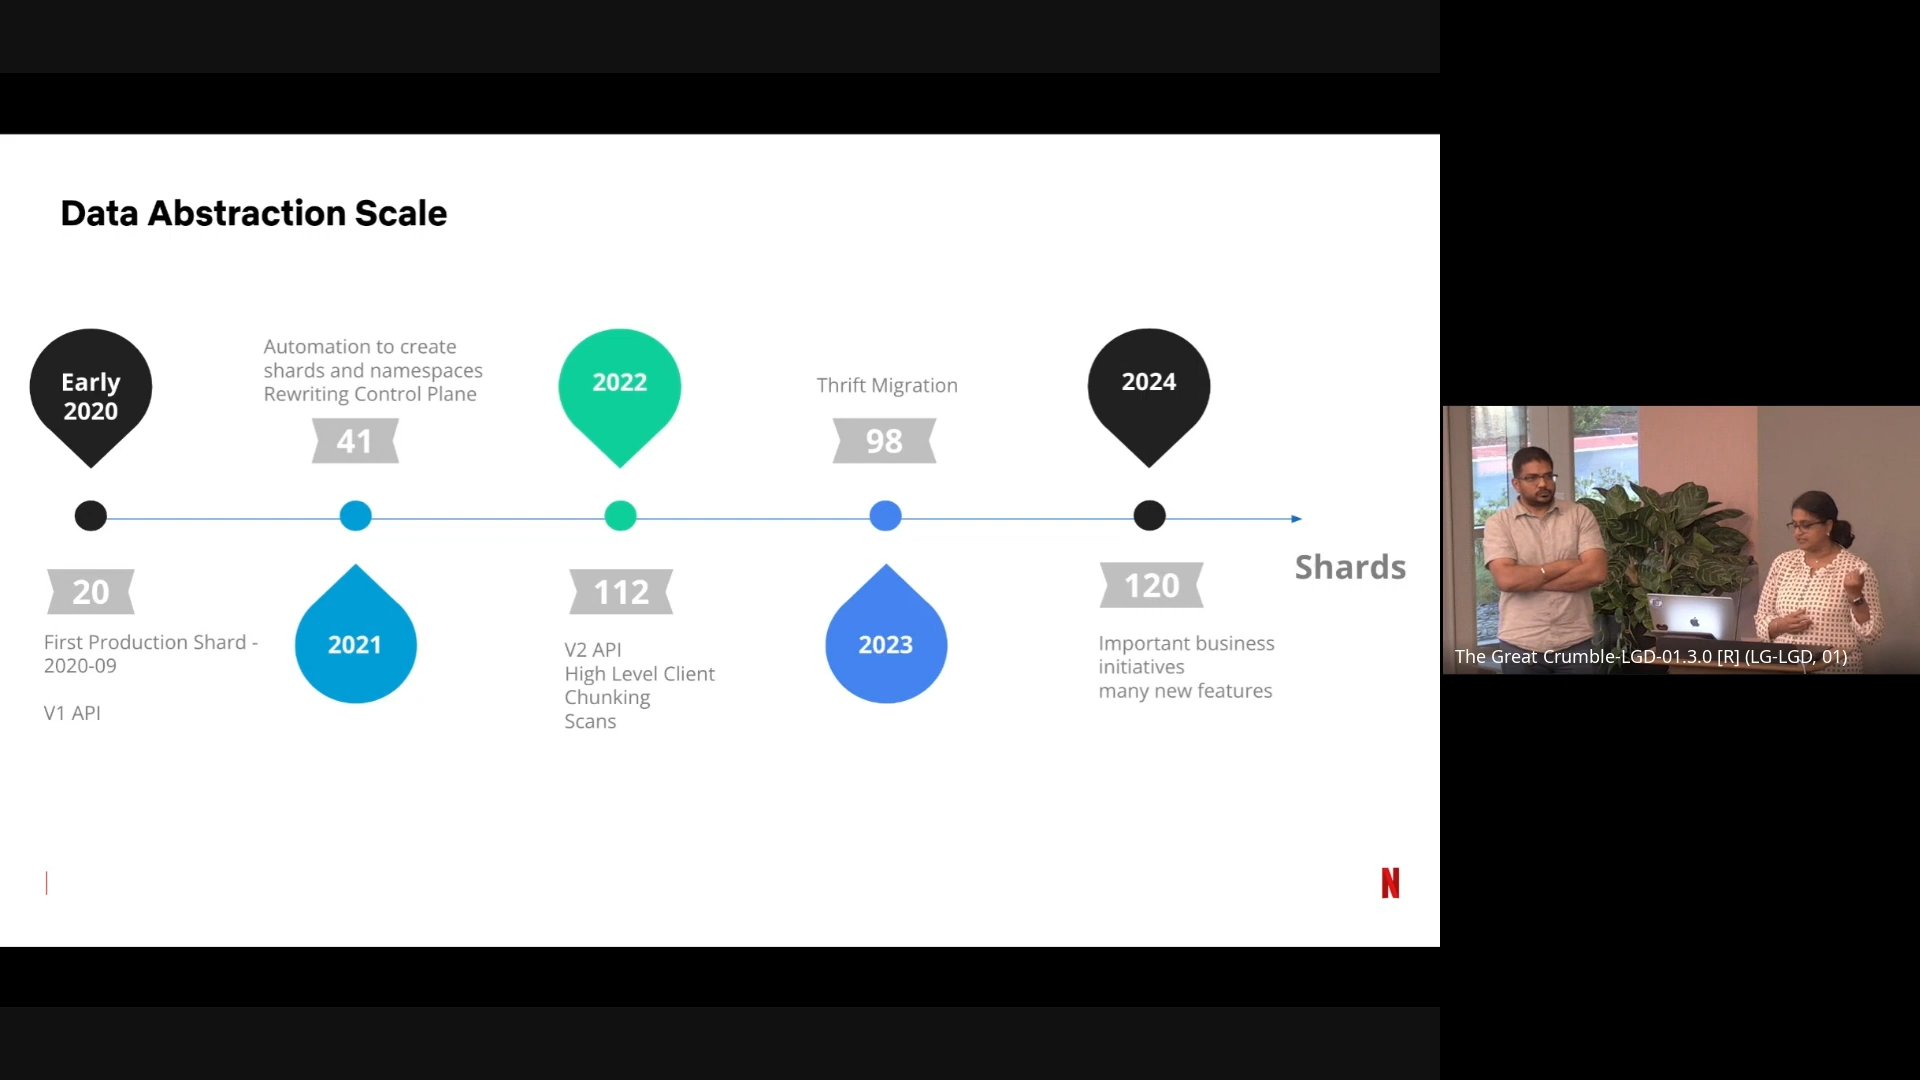 Data Abstraction Scale
Early
2020
20
First Production Shard -
2020-09
V1 API
Automation to create
shards and namespaces
Rewriting Control Plane
41
2021
2022
112
V2 API
High Level Client
Chunking
Scans
Thrift Migration
98
2023
2024
120
Important business
initiatives
many new features
Shards
N
The Great Crumble-LGD-01.3.0 [R] (LG-LGD, 01)